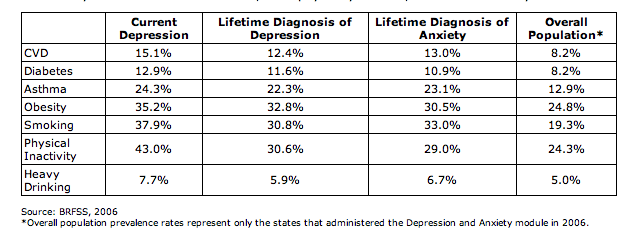 Current Depression Lifetime Diagnosis of Depression Lifetime Diagnosis of Anxiety Overall Population*
CVD 15.1% 12.4% 13.0% 8.2%
Diabetes 12.9% 11.6% 10.9% 8.2%
Asthma 24.3% 22.3% 23.1% 12.9%
Obesity 35.2% 32.8% 30.5% 24.8%
Smoking 37.9% 30.8% 33.0% 19.3%
Physical Inactivity 43.0% 30.6% 29.0% 24.3%
Heavy Drinking 7.7% 5.9% 6.7% 5.0%
Source: BRFSS, 2006
*Overall population prevalence rates represent only the states that administered the Depression and Anxiety module in 2006.